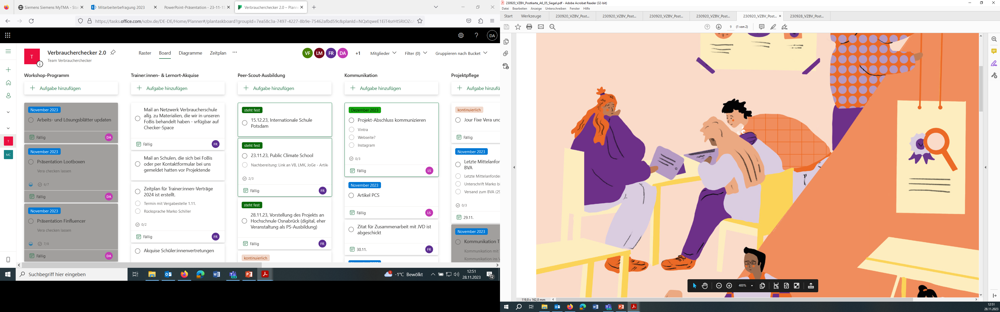 Siemens Siemens MyTMA - Sta
Mitarbeiterbefragung 2023
PowerPoint-Präsentation - 23-11-15
Verbraucherchecker 2.0 – Planne
https://tasks.office.com/vzbv.de/DE-DE/Home/Planner#/plantaskboard?groupId=7ea58c3a-7497-4227-8b9e-75462afbd59c&planId=NQxtqweE1EiT4srHt5RIOZcA
DA
T
Verbraucherchecker 2.0
Team Verbraucherchecker
Raster
Board
Diagramme
Zeitplan
VF
LM
FR
DA
+1
Mitglieder
Filter (0)
Gruppieren nach Bucket
T
MC
Workshop-Programm
Aufgabe hinzufügen
November 2023
Arbeits- und Lösungsblätter updaten
Fällig
DA
November 2023
Präsentation Lootboxen
Vera checken lassen
6/7
Fällig
DA
November 2023
Präsentation Finfluencer
Vera checken lassen
7/8
Fällig
DA
Trainer:innen- & Lernort-Akquise
Aufgabe hinzufügen
Mail an Netzwerk Verbraucherschule
allg. zu Materialien, die wir in unseren
FoBis behandelt haben - vrfügbar auf
Checker-Space
Fällig
FR
Mail an Schulen, die sich bei FoBis
oder per Kontaktformular bei uns
gemeldet hatten vor Projektende
Zeitplan für Trainer:innen-Verträge
2024 ist erstellt.
Termin mit Vergabestelle 1.11.
Rücksprache Marko Schiller
0/2
Fällig
FR
Akquise Schüler:innenvertretungen
Peer-Scout-Ausbildung
Aufgabe hinzufügen
steht fest
15.12.23, Internationale Schule
Potsdam
steht fest
23.11.23, Public Climate School
Nachbereitung: Link an VB, LMK, JoGe - Artik
2/3
Fällig
FR
steht fest
28.11.23, Vorstellung des Projekts an
Hochschnule Osnabrück (digital, eher
Veranstaltung als PS-Ausbildung)
Fällig
FR
kontinuierlich
Kommunikation
Aufgabe hinzufügen
Dezember 2023
Projekt-Abschluss kommunizieren
Vintra
Webseite?
Instagram
0/3
Fällig
LS
November 2023
Artikel PCS
Fällig
LS
Zitat für Zusammenarbeit mit JVD ist
abgeschickt
30.11.
FR
Projektpflege
Aufgabe hinzufü
kontinuierlich
Jour Fixe Vera unc
Fällig
November 2023
Letzte Mittelanfor
BVA
Letzte Mittelanforder
Unterschrift Marko bi
Versand zum BVA (29
0/3
29.11.
November 2023
Kommunikation T
Kommunikation mit
Kommunikation ins V
Suchbegriff hier eingeben
NEW
1
-1°C Bewölkt
12:51
28.11.2023
12
230920_VZBV_Postkarte_A6_05_Siegel.pdf - Adobe Acrobat Reader (32-bit)
Datei Bearbeiten Anzeige Unterschreiben Fenster Hilfe
Start
Werkzeuge
230920_VZBV_Post...
230920_VZBV_Post...
230920_VZBV_Post...
230920_VZBV_Post...
230920_VZBV_Post...
230928_VZBV_Post...
9 (1 von 2)
400%
119,8 x 162,8 mm
12:51
28.11.2023